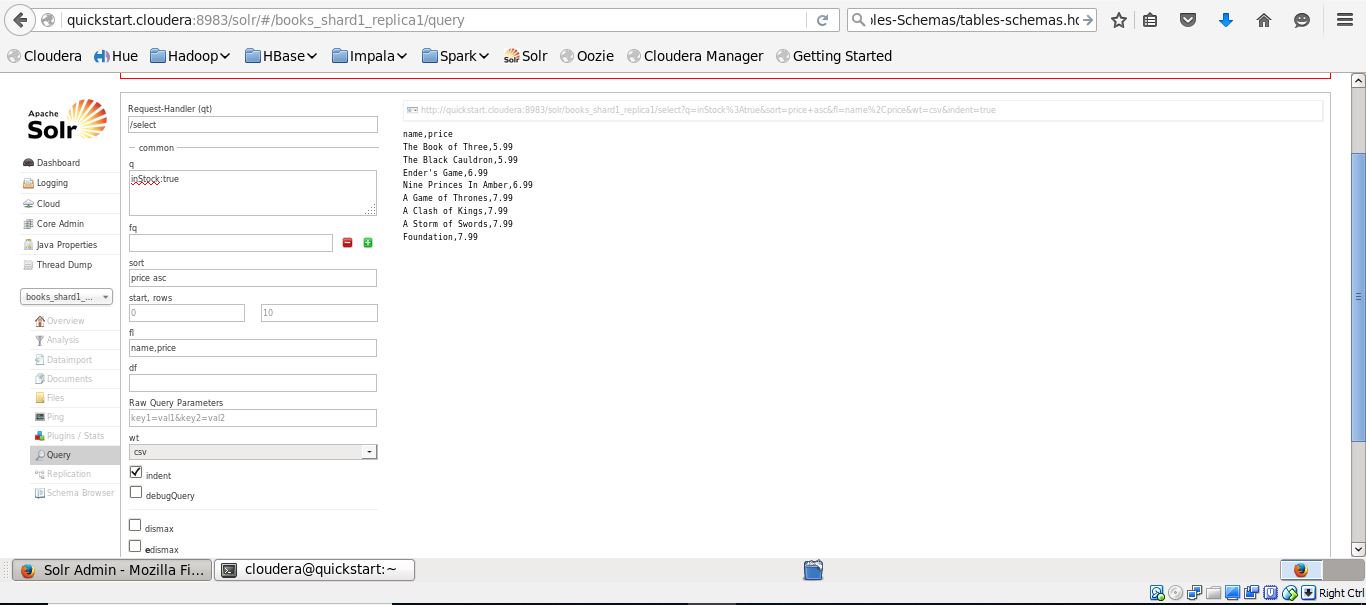 quickstart.cloudera:8983/solr/#/books_shard1_replica1/query
les-Schemas/tables-schemas.hc
Cloudera Hue Hadoop HBase Impala Spark Solr Oozie Cloudera Manager Getting Started
Apache
Solr
Dashboard
Logging
Cloud
Core Admin
Java Properties
Thread Dump
books_shard1_...
Overview
Analysis
Dataimport
Documents
Files
Ping
Plugins / Stats
Query
Replication
Schema Browser
Request-Handler (qt)
/select
common
q
inStock:true
fq
sort
price asc
start, rows
0 10
fl
name,price
df
Raw Query Parameters
key1=val1&key2=val2
wt
csv
indent
debugQuery
dismax
edismax
http://quickstart.cloudera:8983/solr/books_shard1_replica1/select?q=inStock%3Atrue&sort=price+asc&fl=name%2Cprice&wt=csv&indent=true
name,price
The Book of Three,5.99
The Black Cauldron,5.99
Ender's Game,6.99
Nine Princes In Amber,6.99
A Game of Thrones,7.99
A Clash of Kings,7.99
A Storm of Swords,7.99
Foundation,7.99
Solr Admin - Mozilla Fi... cloudera@quickstart:~
Right Ctrl